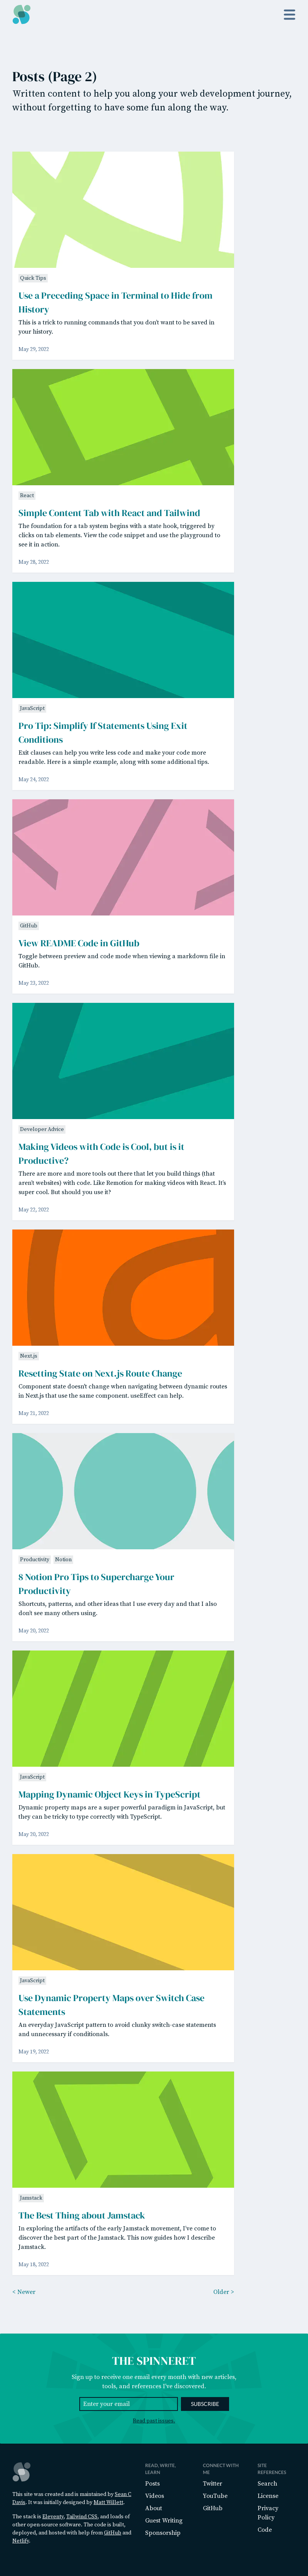 Posts (Page 2)
Written content to help you along your web development journey,
without forgetting to have some fun along the way.
Quick Tips
Use a Preceding Space in Terminal to Hide from
History
This is a trick to running commands that you don't want to be saved in
your history.
May 29, 2022
React
Simple Content Tab with React and Tailwind
The foundation for a tab system begins with a state hook, triggered by
clicks on tab elements. View the code snippet and use the playground to
see it in action.
May 28, 2022
JavaScript
Pro Tip: Simplify If Statements Using Exit
Conditions
Exit clauses can help you write less code and make your code more
readable. Here is a simple example, along with some additional tips.
May 24, 2022
GitHub
View README Code in GitHub
Toggle between preview and code mode when viewing a markdown file in
GitHub.
May 23, 2022
Developer Advice
Making Videos with Code is Cool, but is it
Productive?
There are more and more tools out there that let you build things (that
aren't websites) with code. Like Remotion for making videos with React. It's
super cool. But should you use it?
May 22, 2022
Next.js
Resetting State on Next.js Route Change
Component state doesn't change when navigating between dynamic routes
in Next.js that use the same component. useEffect can help.
May 21, 2022
Productivity Notion
8 Notion Pro Tips to Supercharge Your
Productivity
Shortcuts, patterns, and other ideas that I use every day and that I also
don't see many others using.
May 20, 2022
JavaScript
Mapping Dynamic Object Keys in TypeScript
Dynamic property maps are a super powerful paradigm in JavaScript, but
they can be tricky to type correctly with TypeScript.
May 20, 2022
JavaScript
Use Dynamic Property Maps over Switch Case
Statements
An everyday JavaScript pattern to avoid clunky switch-case statements
and unnecessary if conditionals.
May 19, 2022
Jamstack
The Best Thing about Jamstack
In exploring the artifacts of the early Jamstack movement, I've come to
discover the best part of the Jamstack. This now guides how I describe
Jamstack.
May 18, 2022
< Newer Older >
THE SPINNERET
Sign up to receive one email every month with new articles,
tools, and references I've discovered.
Enter your email SUBSCRIBE
Read past issues.
This site was created and is maintained by Sean C
Davis. It was initially designed by Matt Willett.
The stack is Eleventy, Tailwind CSS, and loads of
other open source software. The code is built,
deployed, and hosted with help from GitHub and
Netlify.
READ, WRITE,
LEARN
Posts
Videos
About
Guest Writing
Sponsorship
CONNECT WITH
ME
Twitter
YouTube
GitHub
SITE
REFERENCES
Search
License
Privacy
Policy
Code